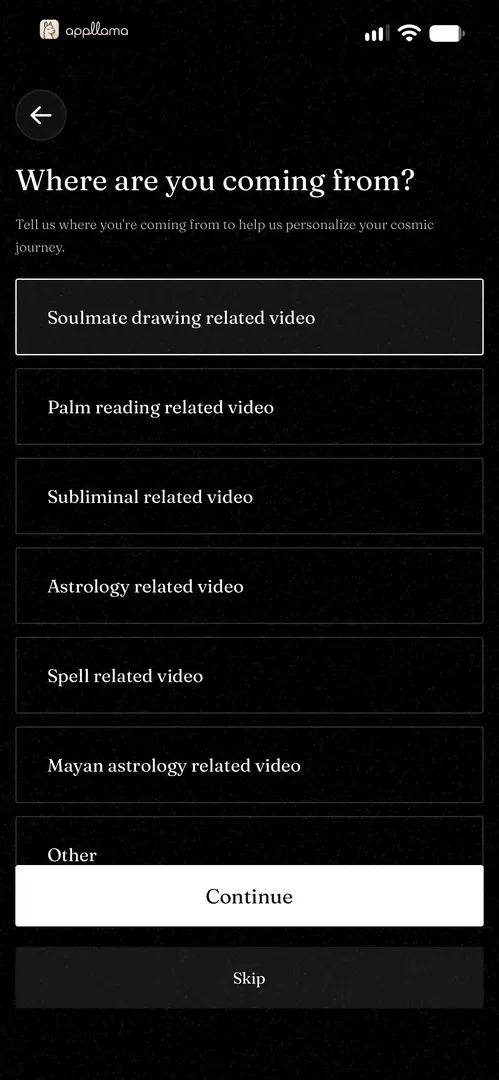 appllama
Where are you coming from?
Tell us where you're coming from to help us personalize your cosmic
journey.
Soulmate drawing related video
Palm reading related video
Subliminal related video
Astrology related video
Spell related video
Mayan astrology related video
Other
Continue
Skip